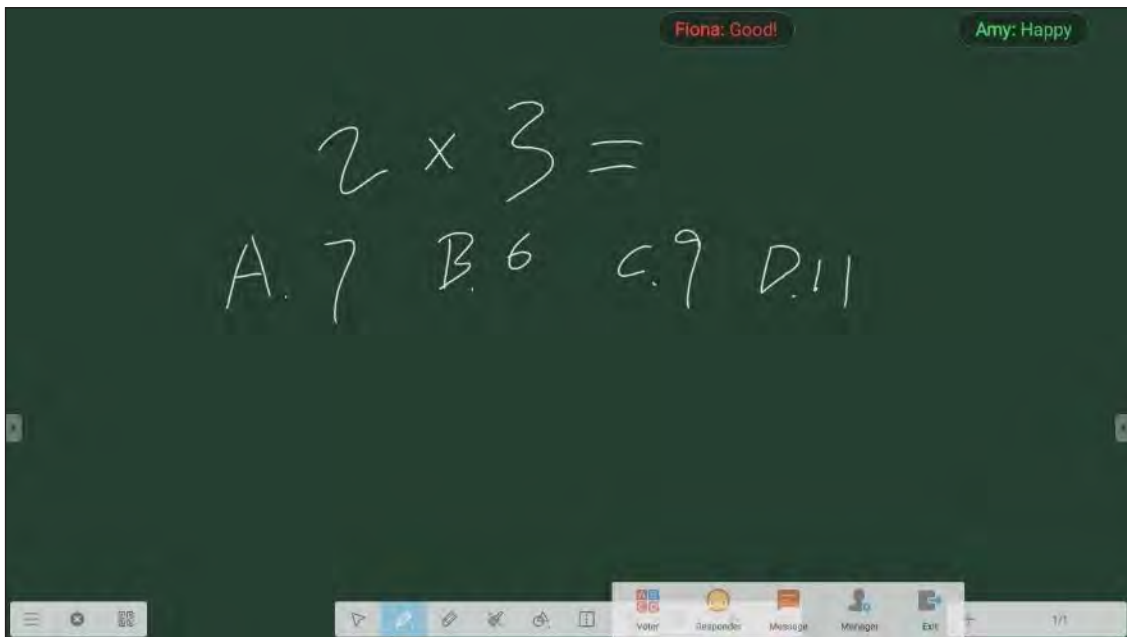 Fiona: Good!
Amy: Happy
2 × 3 =
A. 7 B. 6 C. 9 D. 11
Voter Responder Message Manager Exit
1/1